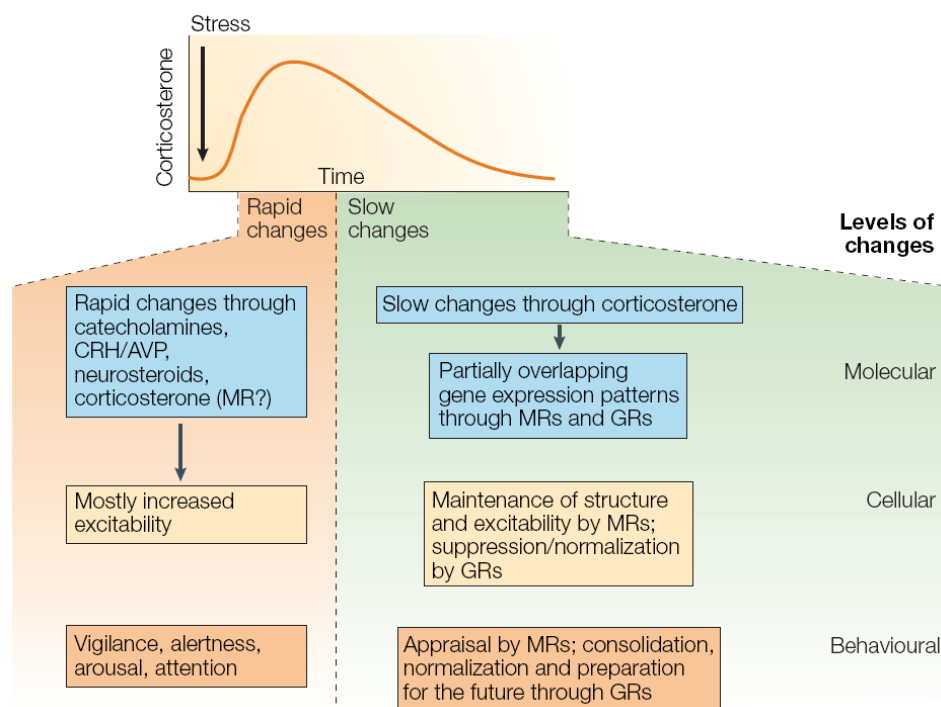 Stress
Corticosterone
Time
Rapid
changes
Slow
changes
Levels of
changes
Rapid changes through
catecholamines,
CRH/AVP,
neurosteroids,
corticosterone (MR?)
Slow changes through corticosterone
Partially overlapping
gene expression patterns
through MRs and GRs
Molecular
Mostly increased
excitability
Maintenance of structure
and excitability by MRs;
suppression/normalization
by GRs
Cellular
Vigilance, alertness,
arousal, attention
Appraisal by MRs; consolidation,
normalization and preparation
for the future through GRs
Behavioural